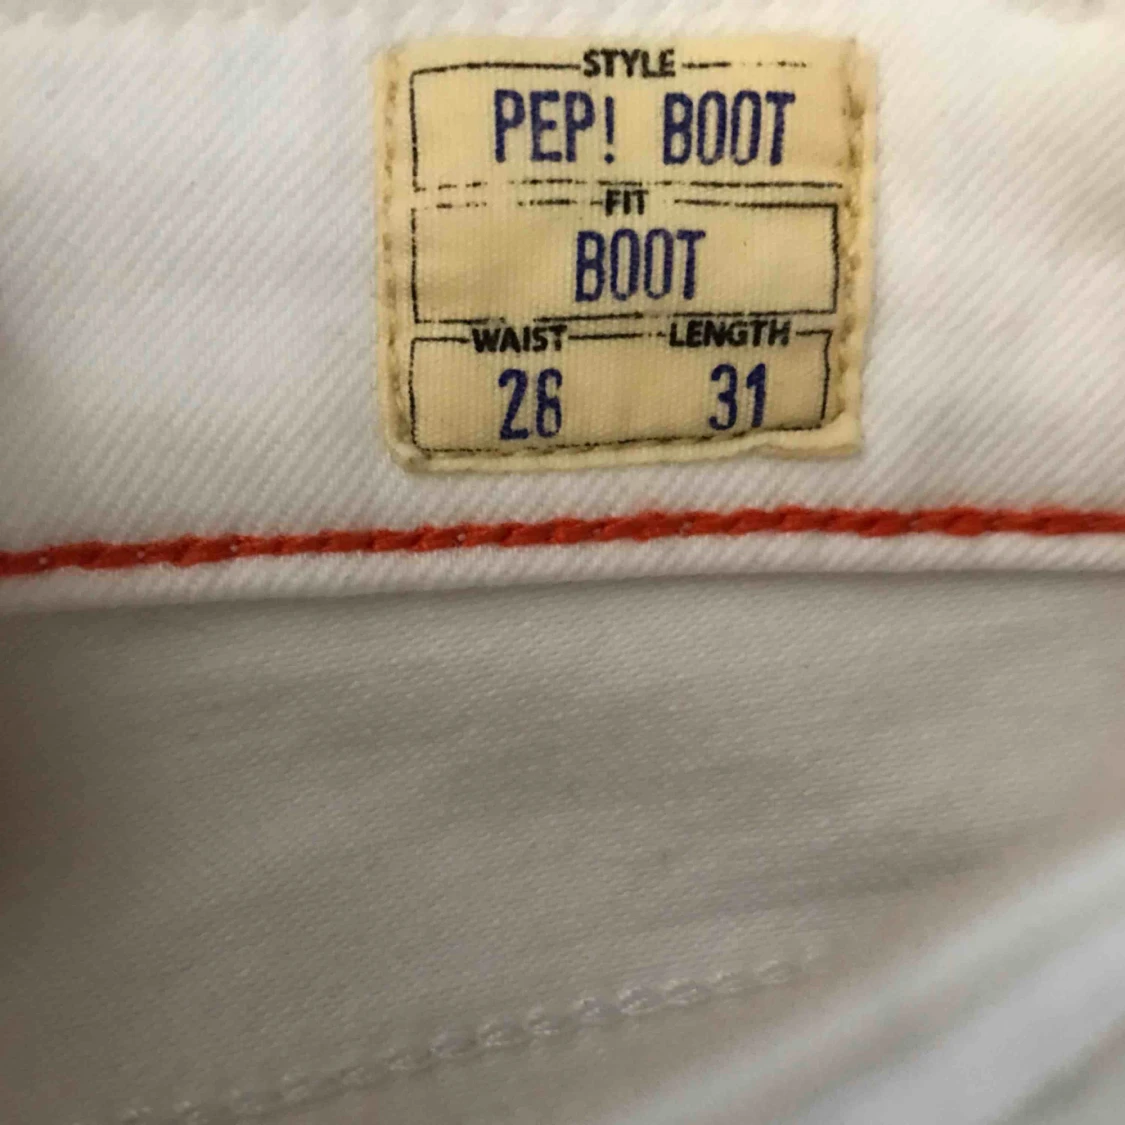 STYLE
PEP! BOOT
FIT
BOOT
WAIST LENGTH
26 31